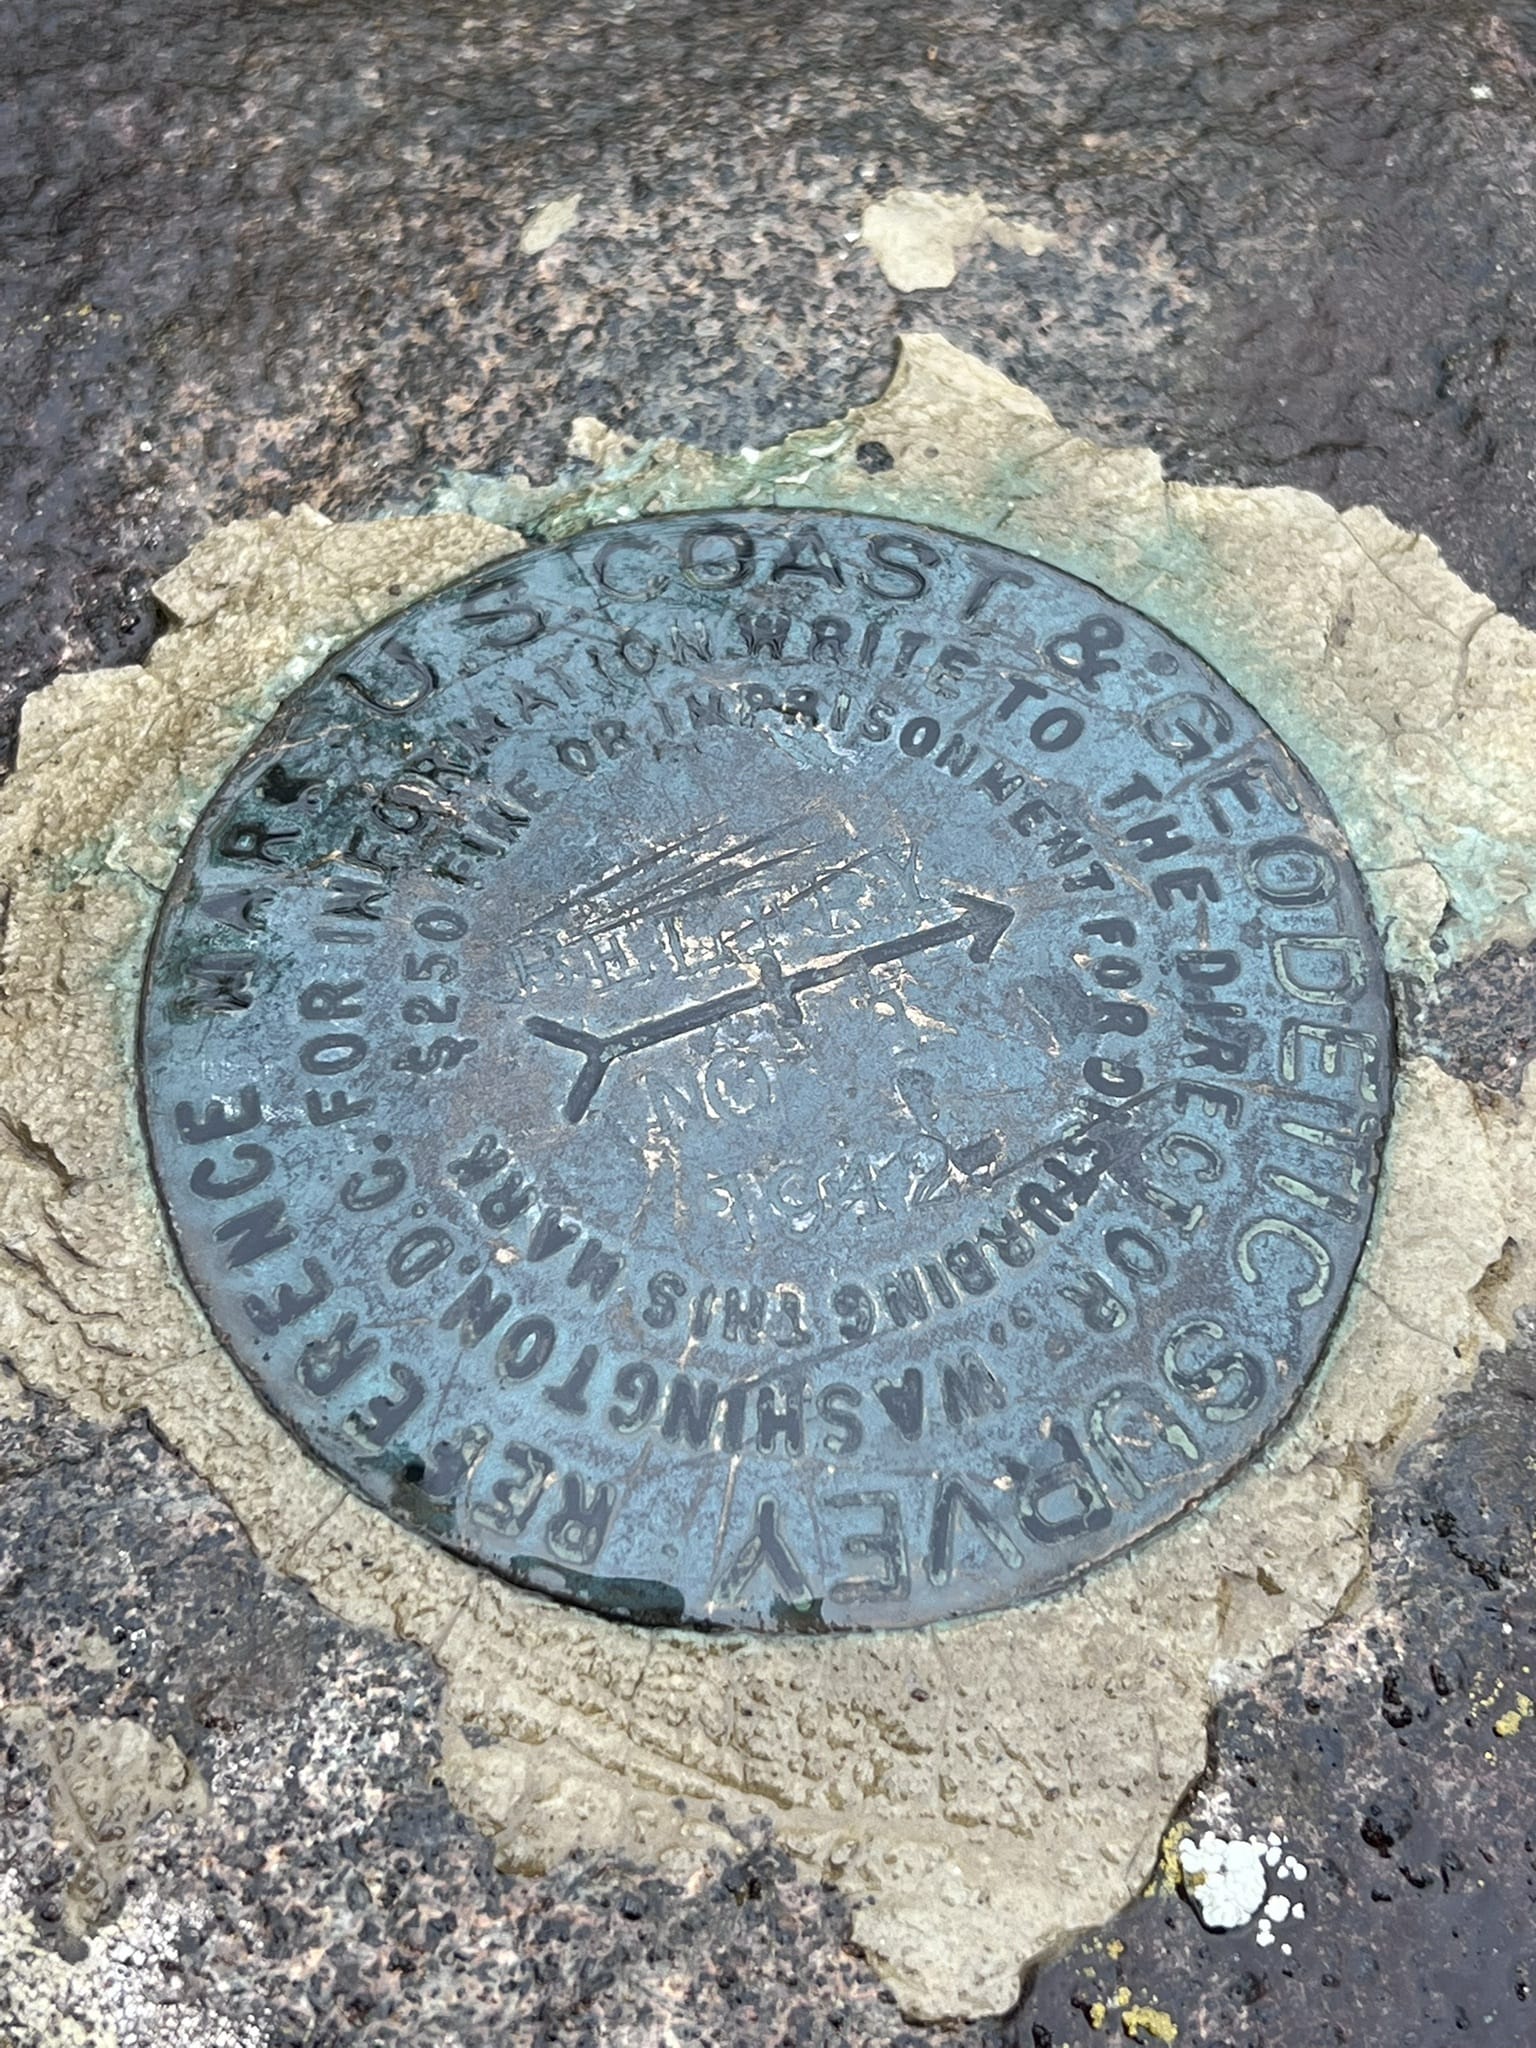 U.S. COAST & GEODETIC SURVEY REFERENCE MARK
FOR INFORMATION WRITE TO THE DIRECTOR, WASHINGTON, D.C.
$250 FINE OR IMPRISONMENT FOR DISTURBING THIS MARK
NO
1942